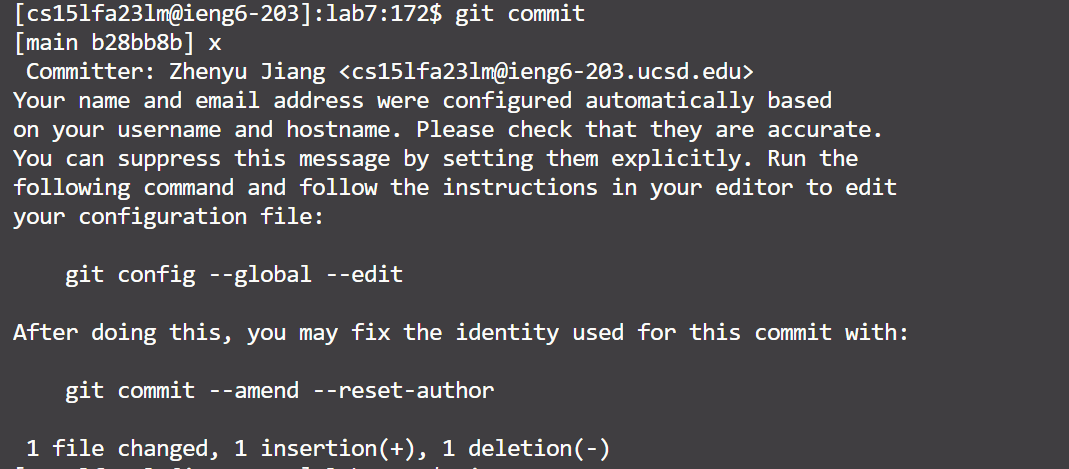 [cs15lfa23lm@ieng6-203]:lab7:172$ git commit
[main b28bb8b] x
 Committer: Zhenyu Jiang <cs15lfa23lm@ieng6-203.ucsd.edu>
Your name and email address were configured automatically based
on your username and hostname. Please check that they are accurate.
You can suppress this message by setting them explicitly. Run the
following command and follow the instructions in your editor to edit
your configuration file:

    git config --global --edit

After doing this, you may fix the identity used for this commit with:

    git commit --amend --reset-author

 1 file changed, 1 insertion(+), 1 deletion(-)